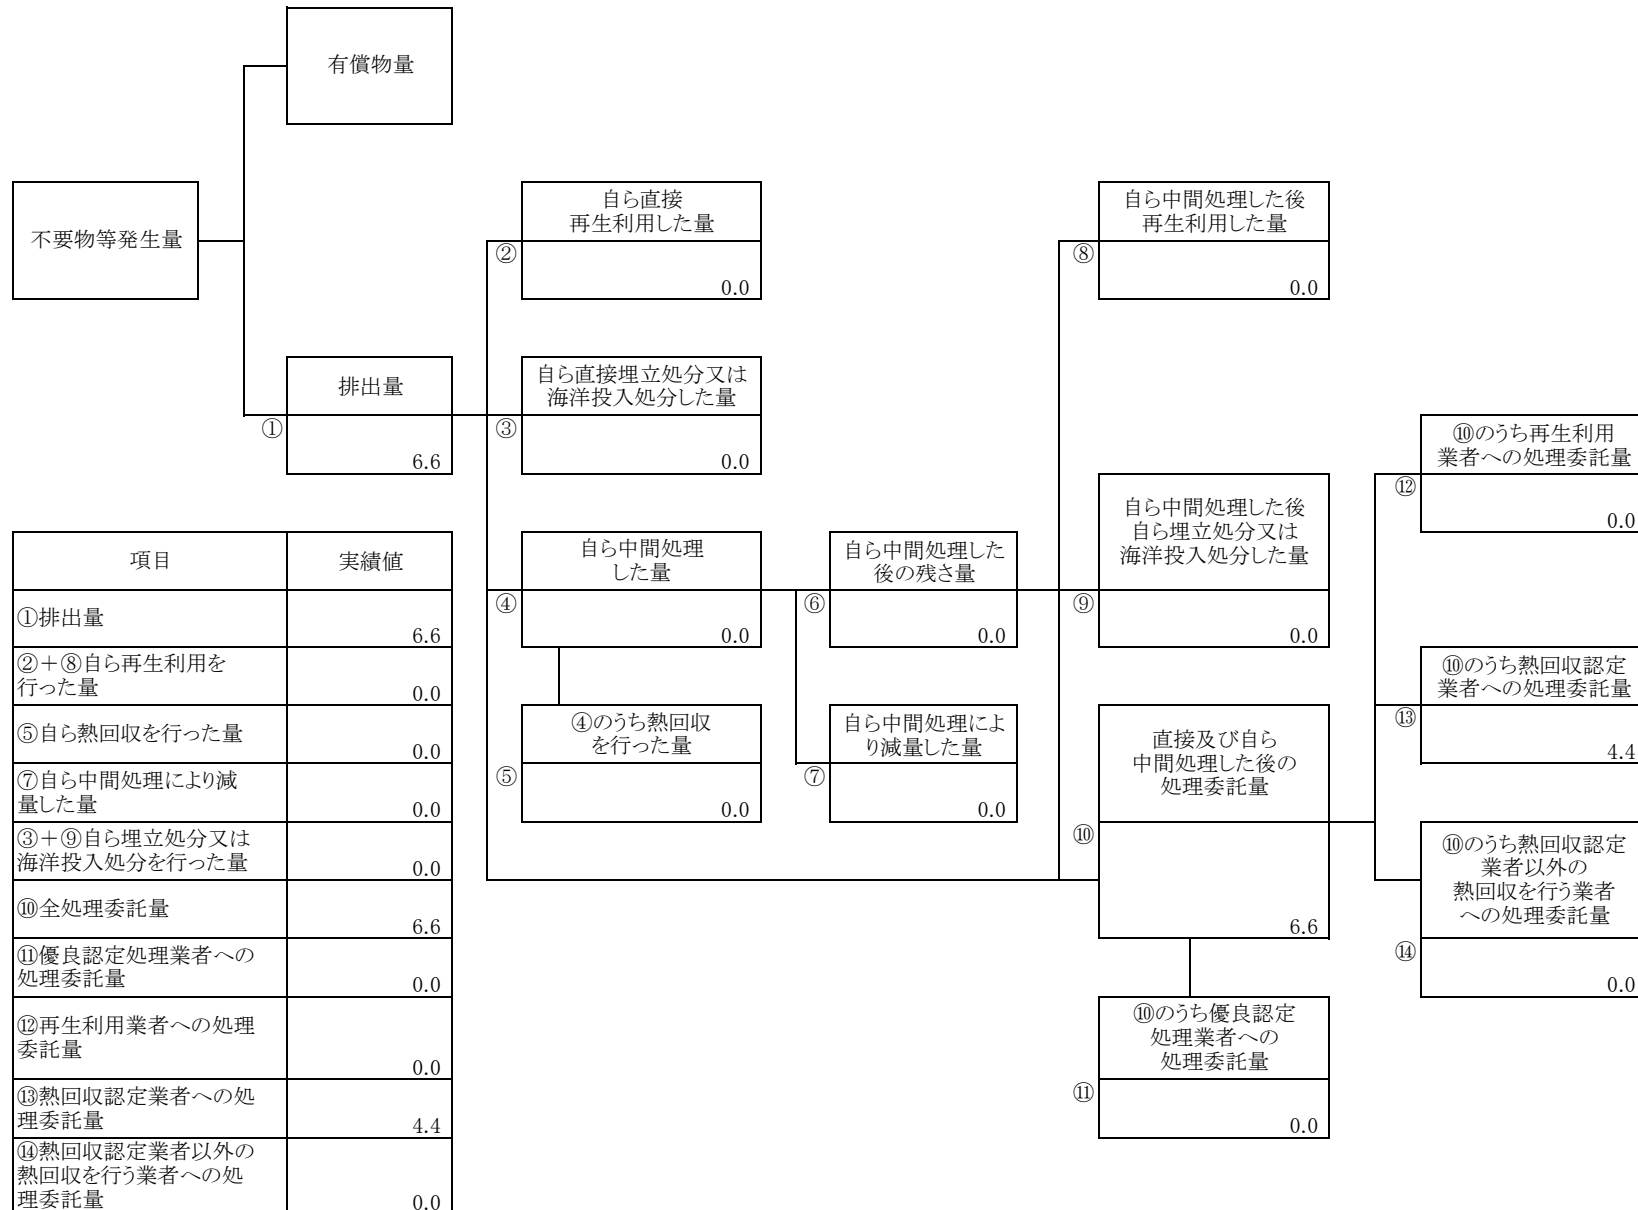 有償物量
不要物等発生量
自ら直接
再生利用した量
②
0.0
自ら中間処理した後
再生利用した量
⑧
0.0
排出量
①
6.6
自ら直接埋立処分又は
海洋投入処分した量
③
0.0
自ら中間処理
した量
④
0.0
自ら中間処理した
後の残さ量
⑥
0.0
自ら中間処理した後
自ら埋立処分又は
海洋投入処分した量
⑨
0.0
⑩のうち再生利用
業者への処理委託量
⑫
0.0
④のうち熱回収
を行った量
⑤
0.0
自ら中間処理によ
り減量した量
⑦
0.0
直接及び自ら
中間処理した後の
処理委託量
⑩
6.6
⑩のうち熱回収認定
業者への処理委託量
⑬
4.4
⑩のうち熱回収認定
業者以外の
熱回収を行う業者
への処理委託量
⑭
0.0
⑩のうち優良認定
処理業者への
処理委託量
⑪
0.0
項目 実績値
①排出量
6.6
②＋⑧自ら再生利用を
行った量
0.0
⑤自ら熱回収を行った量
0.0
⑦自ら中間処理により減
量した量
0.0
③＋⑨自ら埋立処分又は
海洋投入処分を行った量
0.0
⑩全処理委託量
6.6
⑪優良認定処理業者への
処理委託量
0.0
⑫再生利用業者への処理
委託量
0.0
⑬熱回収認定業者への処
理委託量
4.4
⑭熱回収認定業者以外の
熱回収を行う業者への処
理委託量
0.0